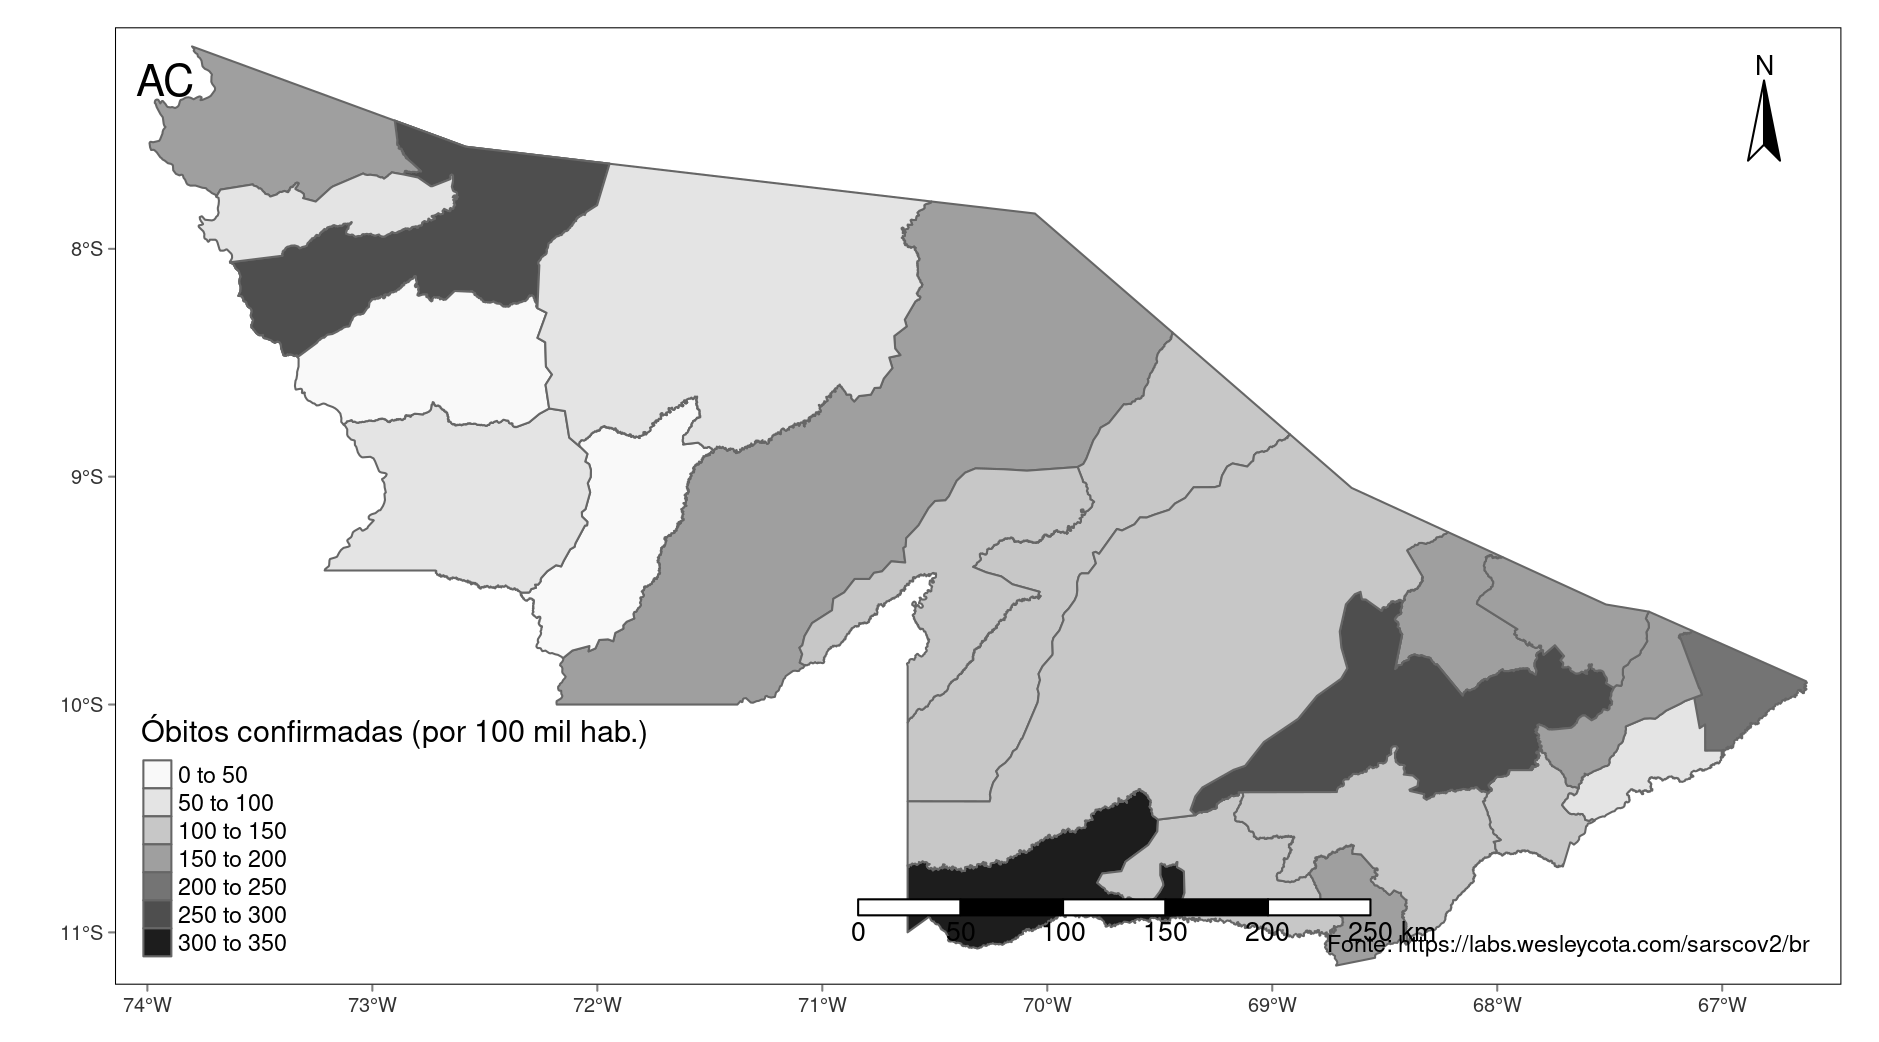 AC
N
8°S
9°S
10°S
11°S
Óbitos confirmadas (por 100 mil hab.)
0 to 50
50 to 100
100 to 150
150 to 200
200 to 250
250 to 300
300 to 350
0 50 100 150 200 250 km
Fonte: https://labs.wesleycota.com/sarscov2/br
74°W 73°W 72°W 71°W 70°W 69°W 68°W 67°W